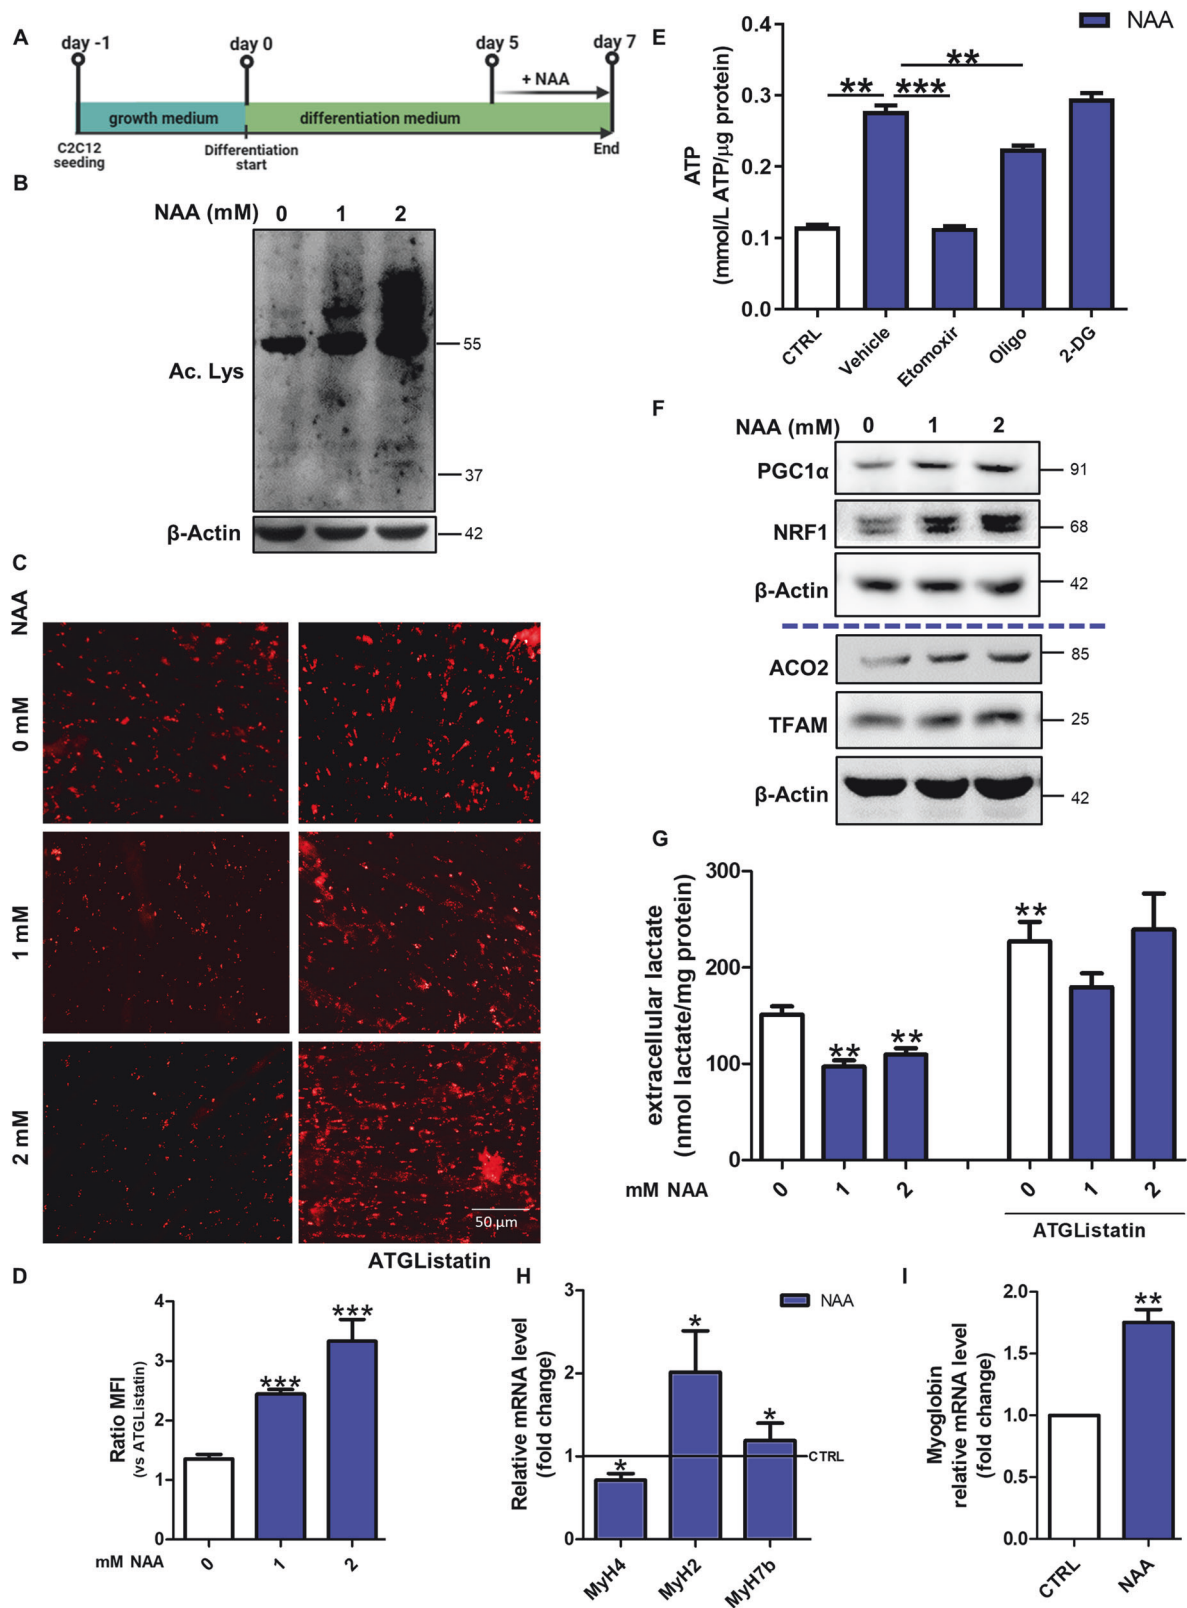 A
day -1
day 0
day 5
day 7
+ NAA
growth medium
differentiation medium
C2C12
seeding
Differentiation
start
End
B
NAA (mM) 0 1 2
Ac. Lys
55
37
β-Actin
42
C
NAA
0 mM
1 mM
2 mM
50 µm
ATGListatin
D
Ratio MFI
(vs ATGListatin)
4
3
2
1
0
***
***
mM NAA 0 1 2
E
NAA
ATP
(mmol/L ATP/µg protein)
0.4
0.3
0.2
0.1
0.0
**
***
**
CTRL
Vehicle
Etomoxir
Oligo
2-DG
F
NAA (mM) 0 1 2
PGC1α
91
NRF1
68
β-Actin
42
ACO2
85
TFAM
25
β-Actin
42
G
extracellular lactate
(nmol lactate/mg protein)
300
200
100
0
**
**
**
mM NAA 0 1 2 0 1 2
ATGListatin
H
NAA
Relative mRNA level
(fold change)
3
2
1
0
*
*
*
CTRL
MyH4
MyH2
MyH7b
I
Myoglobin
relative mRNA level
(fold change)
2.0
1.5
1.0
0.5
0.0
**
CTRL
NAA